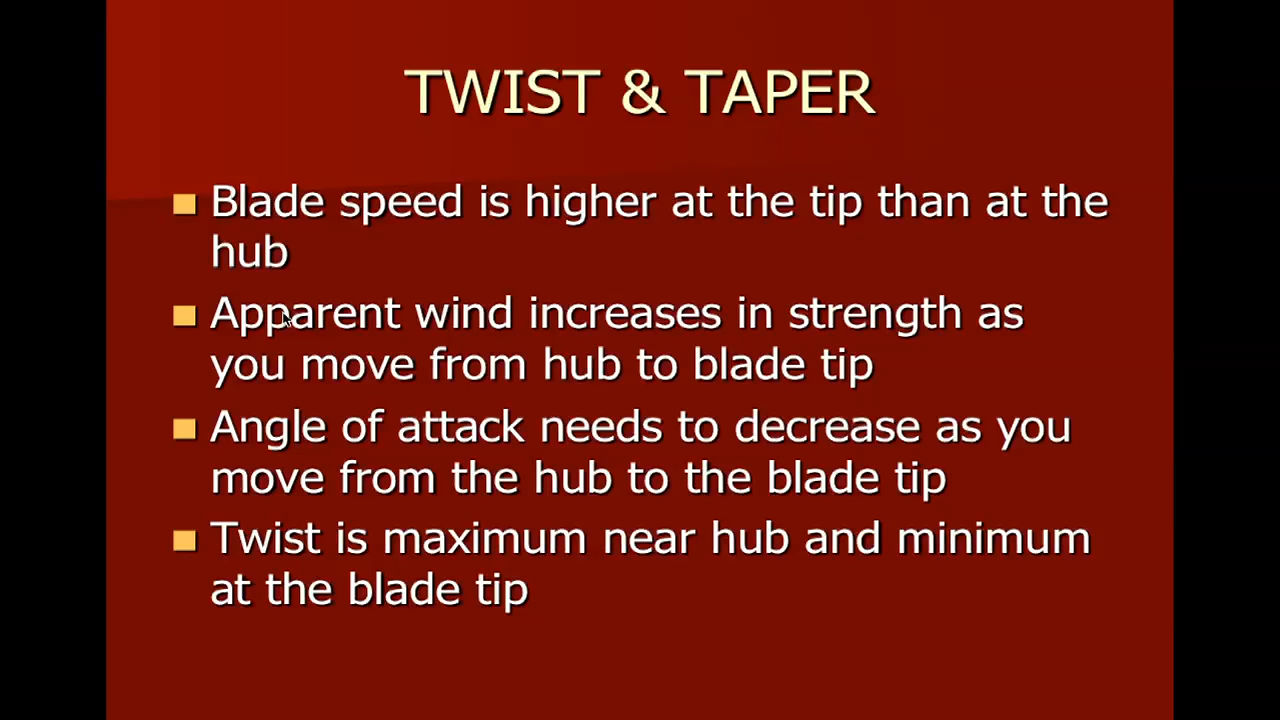 TWIST & TAPER
Blade speed is higher at the tip than at the
hub
Apparent wind increases in strength as
you move from hub to blade tip
Angle of attack needs to decrease as you
move from the hub to the blade tip
Twist is maximum near hub and minimum
at the blade tip